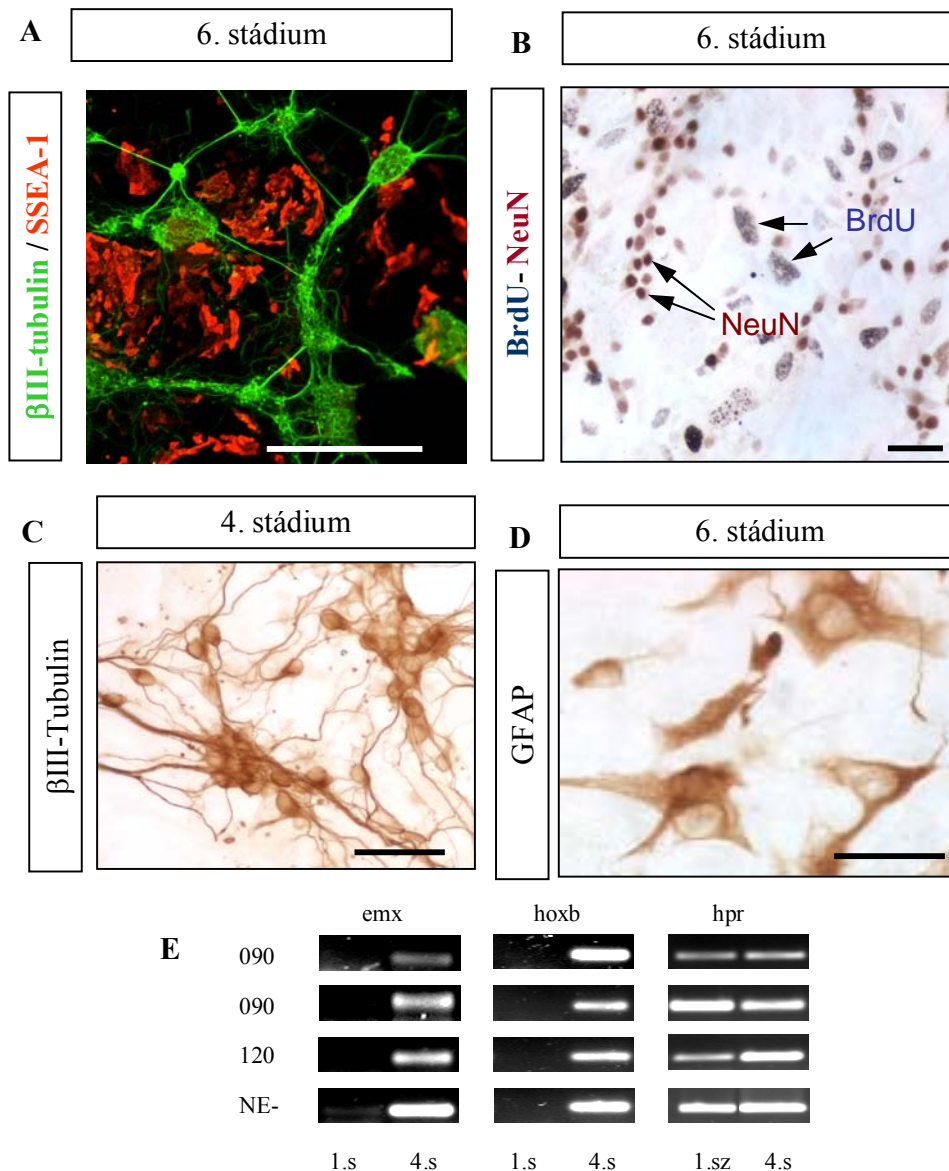 A
6. stádium
βIII-tubulin / SSEA-1
B
6. stádium
BrdU- NeuN
BrdU
NeuN
C
4. stádium
βIII-Tubulin
D
6. stádium
GFAP
E
emx hoxb hpr
090
090
120
NE-
1.s 4.s 1.s 4.s 1.sz 4.s